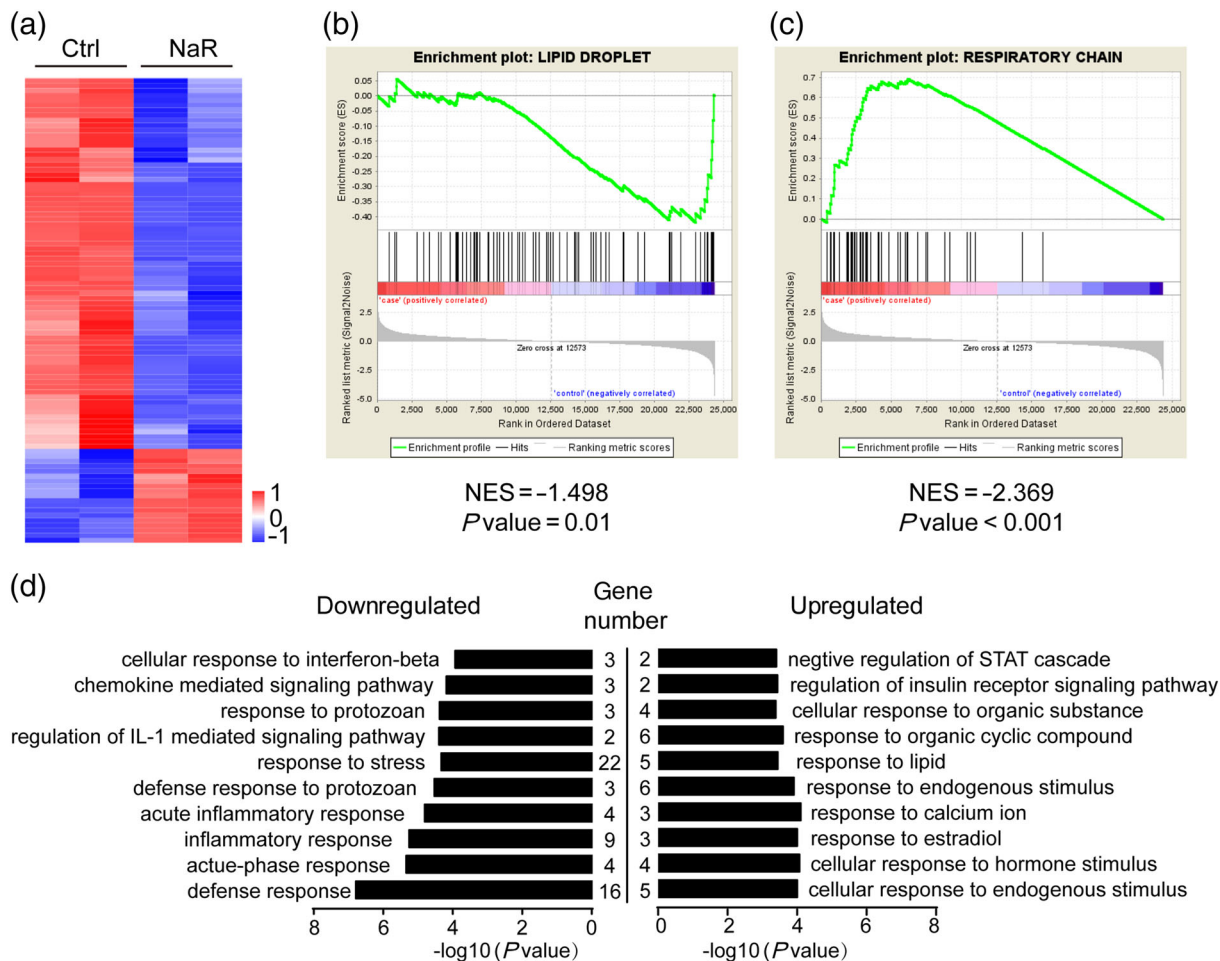 (a)
Ctrl NaR
1
0
-1
(b)
Enrichment plot: LIPID DROPLET
Enrichment score (ES)
0.05
0.00
-0.05
-0.10
-0.15
-0.20
-0.25
-0.30
-0.35
-0.40
'case' (positively correlated)
Ranked list metric (Signal2Noise)
2.5
0.0
-2.5
-5.0
Zero cross at 12573
'control' (negatively correlated)
0 2,500 5,000 7,500 10,000 12,500 15,000 17,500 20,000 22,500 25,000
Rank in Ordered Dataset
Enrichment profile Hits Ranking metric scores
NES = -1.498
P value = 0.01
(c)
Enrichment plot: RESPIRATORY CHAIN
Enrichment score (ES)
0.7
0.6
0.5
0.4
0.3
0.2
0.1
0.0
'case' (positively correlated)
Ranked list metric (Signal2Noise)
2.5
0.0
-2.5
-5.0
Zero cross at 12573
'control' (negatively correlated)
0 2,500 5,000 7,500 10,000 12,500 15,000 17,500 20,000 22,500 25,000
Rank in Ordered Dataset
Enrichment profile Hits Ranking metric scores
NES = -2.369
P value < 0.001
(d)
Downregulated Gene number Upregulated
cellular response to interferon-beta 3 2 negtive regulation of STAT cascade
chemokine mediated signaling pathway 3 2 regulation of insulin receptor signaling pathway
response to protozoan 3 4 cellular response to organic substance
regulation of IL-1 mediated signaling pathway 2 6 response to organic cyclic compound
response to stress 22 5 response to lipid
defense response to protozoan 3 6 response to endogenous stimulus
acute inflammatory response 4 3 response to calcium ion
inflammatory response 9 3 response to estradiol
actue-phase response 4 4 cellular response to hormone stimulus
defense response 16 5 cellular response to endogenous stimulus
8 6 4 2 0 0 2 4 6 8
-log10 (P value) -log10 (P value)